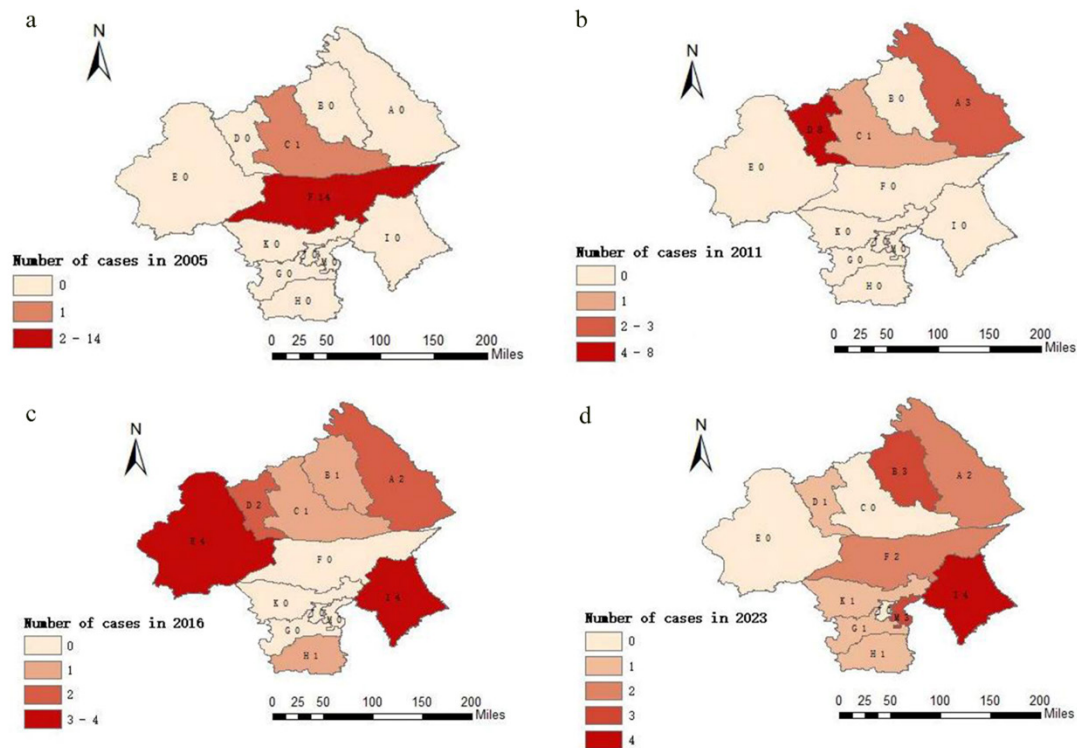 a
N
B 0
A 0
D 0
C 1
E 0
F 14
K 0
I 0
G 0
H 0
Number of cases in 2005
0
1
2 - 14
0 25 50 100 150 200
Miles
b
N
B 0
A 3
D 8
C 1
E 0
F 0
K 0
I 0
G 0
H 0
Number of cases in 2011
0
1
2 - 3
4 - 8
0 25 50 100 150 200
Miles
c
N
B 1
A 2
D 2
C 1
E 4
F 0
K 0
I 4
G 0
H 1
Number of cases in 2016
0
1
2
3 - 4
0 25 50 100 150 200
Miles
d
N
B 3
A 2
D 1
C 0
E 0
F 2
K 1
I 4
M 3
G 1
H 1
Number of cases in 2023
0
1
2
3
4
0 25 50 100 150 200
Miles